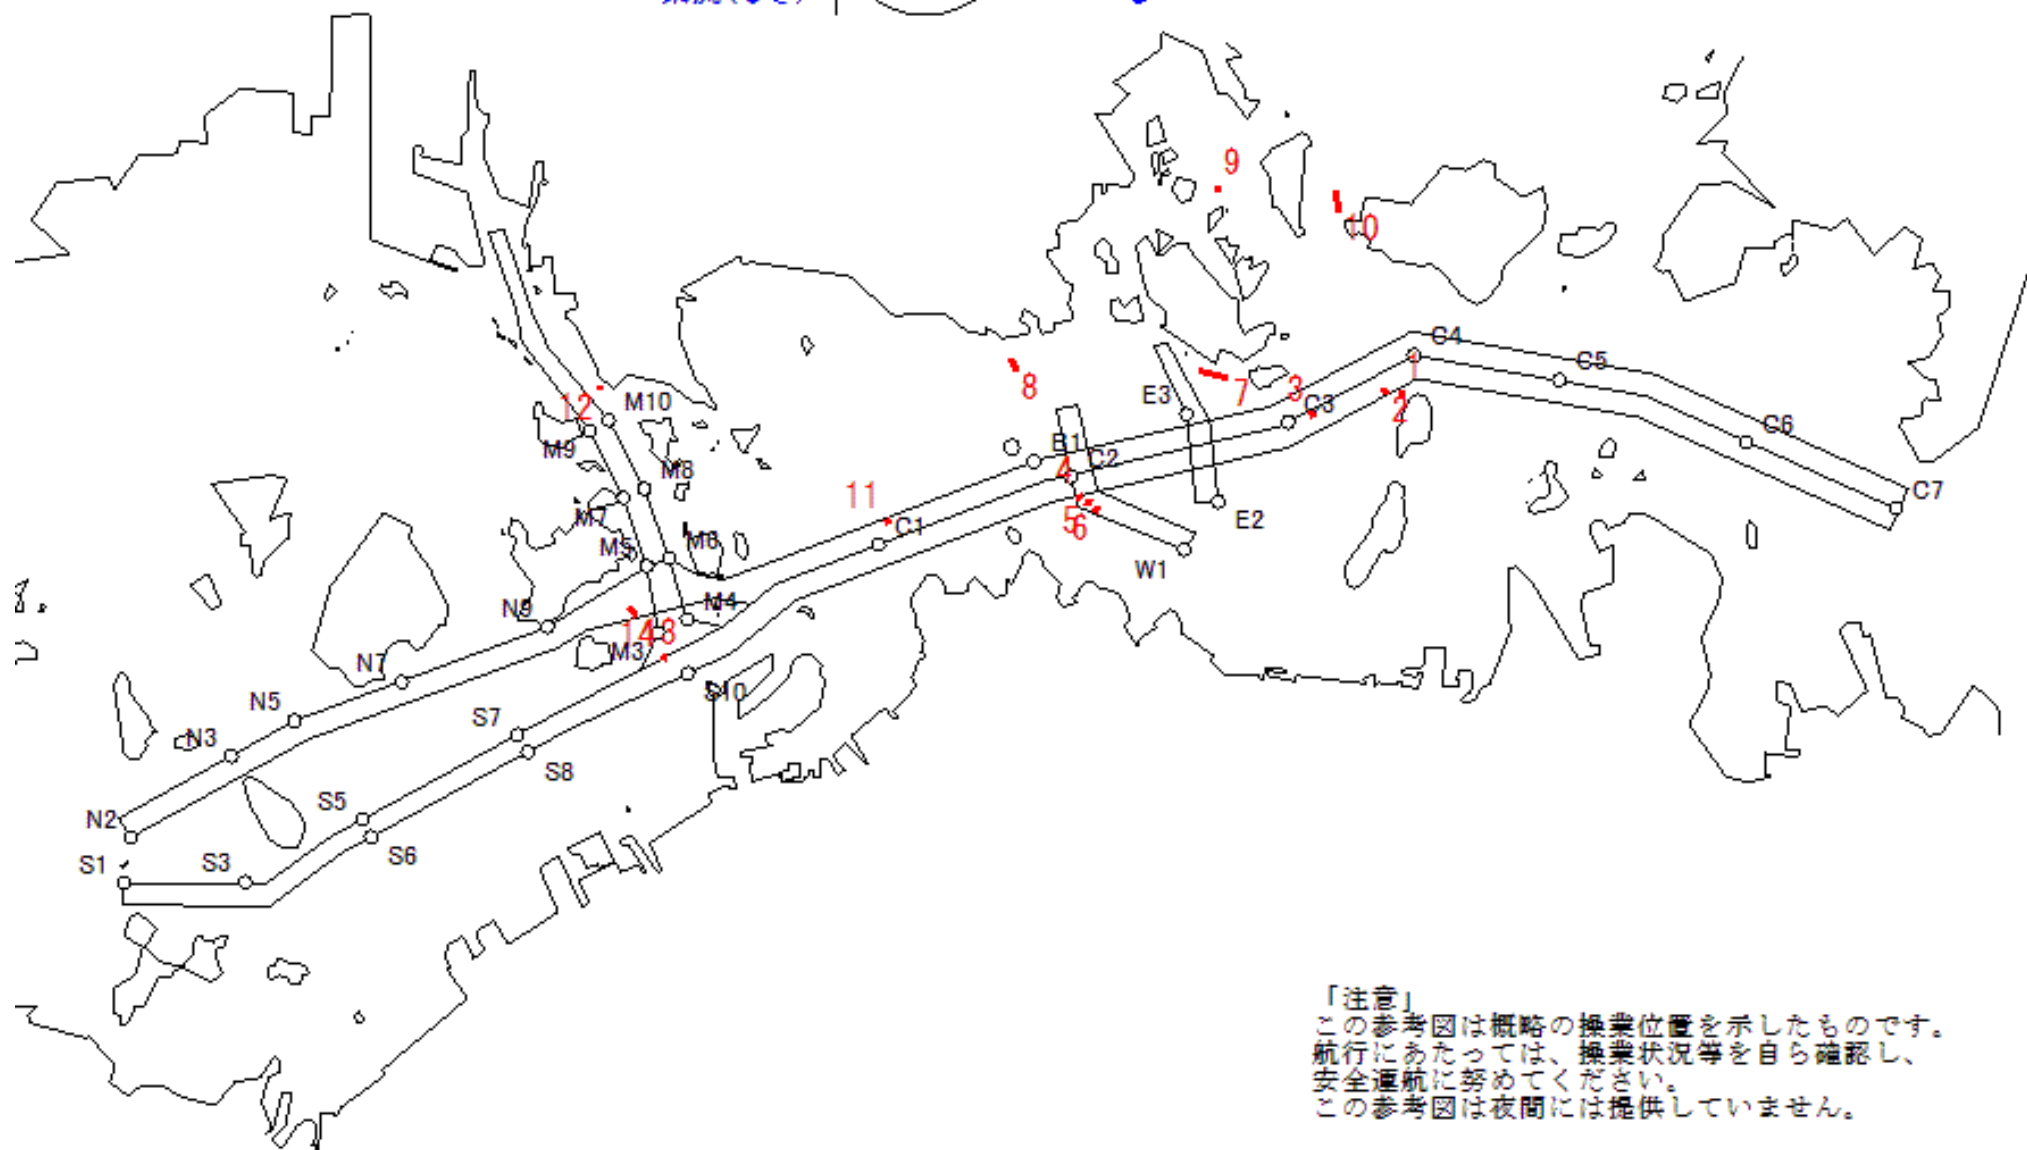 9
10
C4
C5
1
3
2
C3
7
8
E3
12
M10
B1
C2
4
C6
M9
M8
C7
11
M7
C1
5
6
E2
M5
M6
W1
N9
M4
14
M3
N7
S10
N5
S7
N3
S8
S5
N2
S6
S1
S3
「注意」
この参考図は概略の操業位置を示したものです。
航行にあたっては、操業状況等を自ら確認し、
安全運航に努めてください。
この参考図は夜間には提供していません。